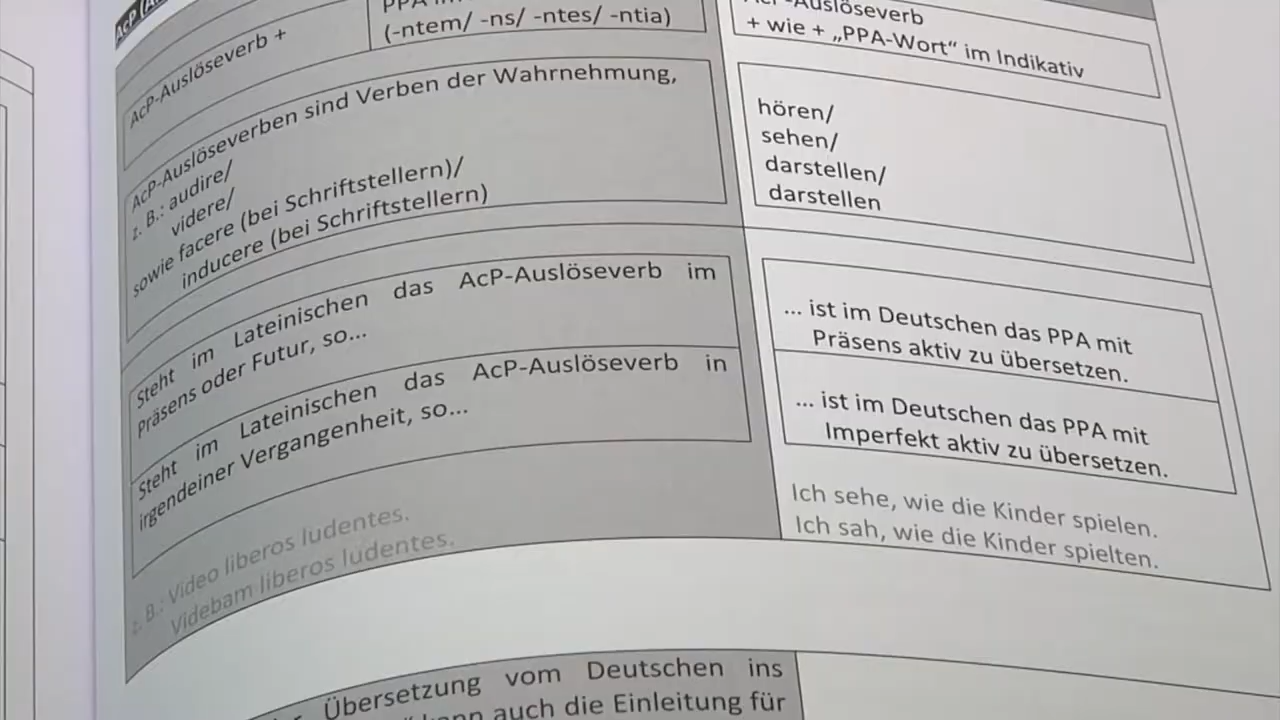 AcP
AcP-Auslöseverb +
(-ntem/ -ns/ -ntes/ -ntia)
-Auslöseverb
+ wie + „PPA-Wort“ im Indikativ
AcP-Auslöseverben sind Verben der Wahrnehmung,
z. B.: audire/
videre/
sowie facere (bei Schriftstellern)/
inducere (bei Schriftstellern)
hören/
sehen/
darstellen/
darstellen
Steht im Lateinischen das AcP-Auslöseverb im
Präsens oder Futur, so...
... ist im Deutschen das PPA mit
Präsens aktiv zu übersetzen.
Steht im Lateinischen das AcP-Auslöseverb in
irgendeiner Vergangenheit, so...
... ist im Deutschen das PPA mit
Imperfekt aktiv zu übersetzen.
z. B.: Video liberos ludentes.
Videbam liberos ludentes.
Ich sehe, wie die Kinder spielen.
Ich sah, wie die Kinder spielten.
Übersetzung vom Deutschen ins
kann auch die Einleitung für